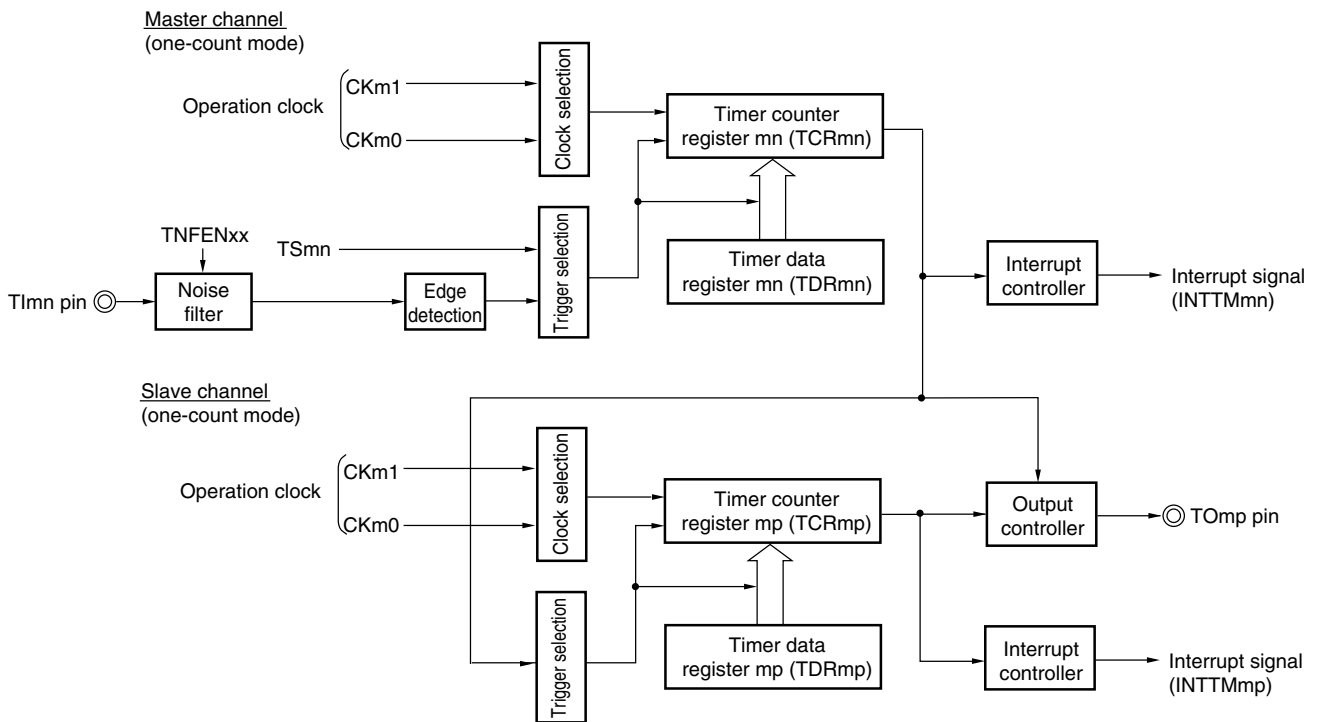 Master channel
(one-count mode)
Operation clock
CKm1
CKm0
Clock selection
Timer counter
register mn (TCRmn)
TNFENxx
TSmn
Trigger selection
Timer data
register mn (TDRmn)
TImn pin
Noise
filter
Edge
detection
Interrupt
controller
Interrupt signal
(INTTMmn)
Slave channel
(one-count mode)
Operation clock
CKm1
CKm0
Clock selection
Timer counter
register mp (TCRmp)
Output
controller
TOmp pin
Trigger selection
Timer data
register mp (TDRmp)
Interrupt
controller
Interrupt signal
(INTTMmp)